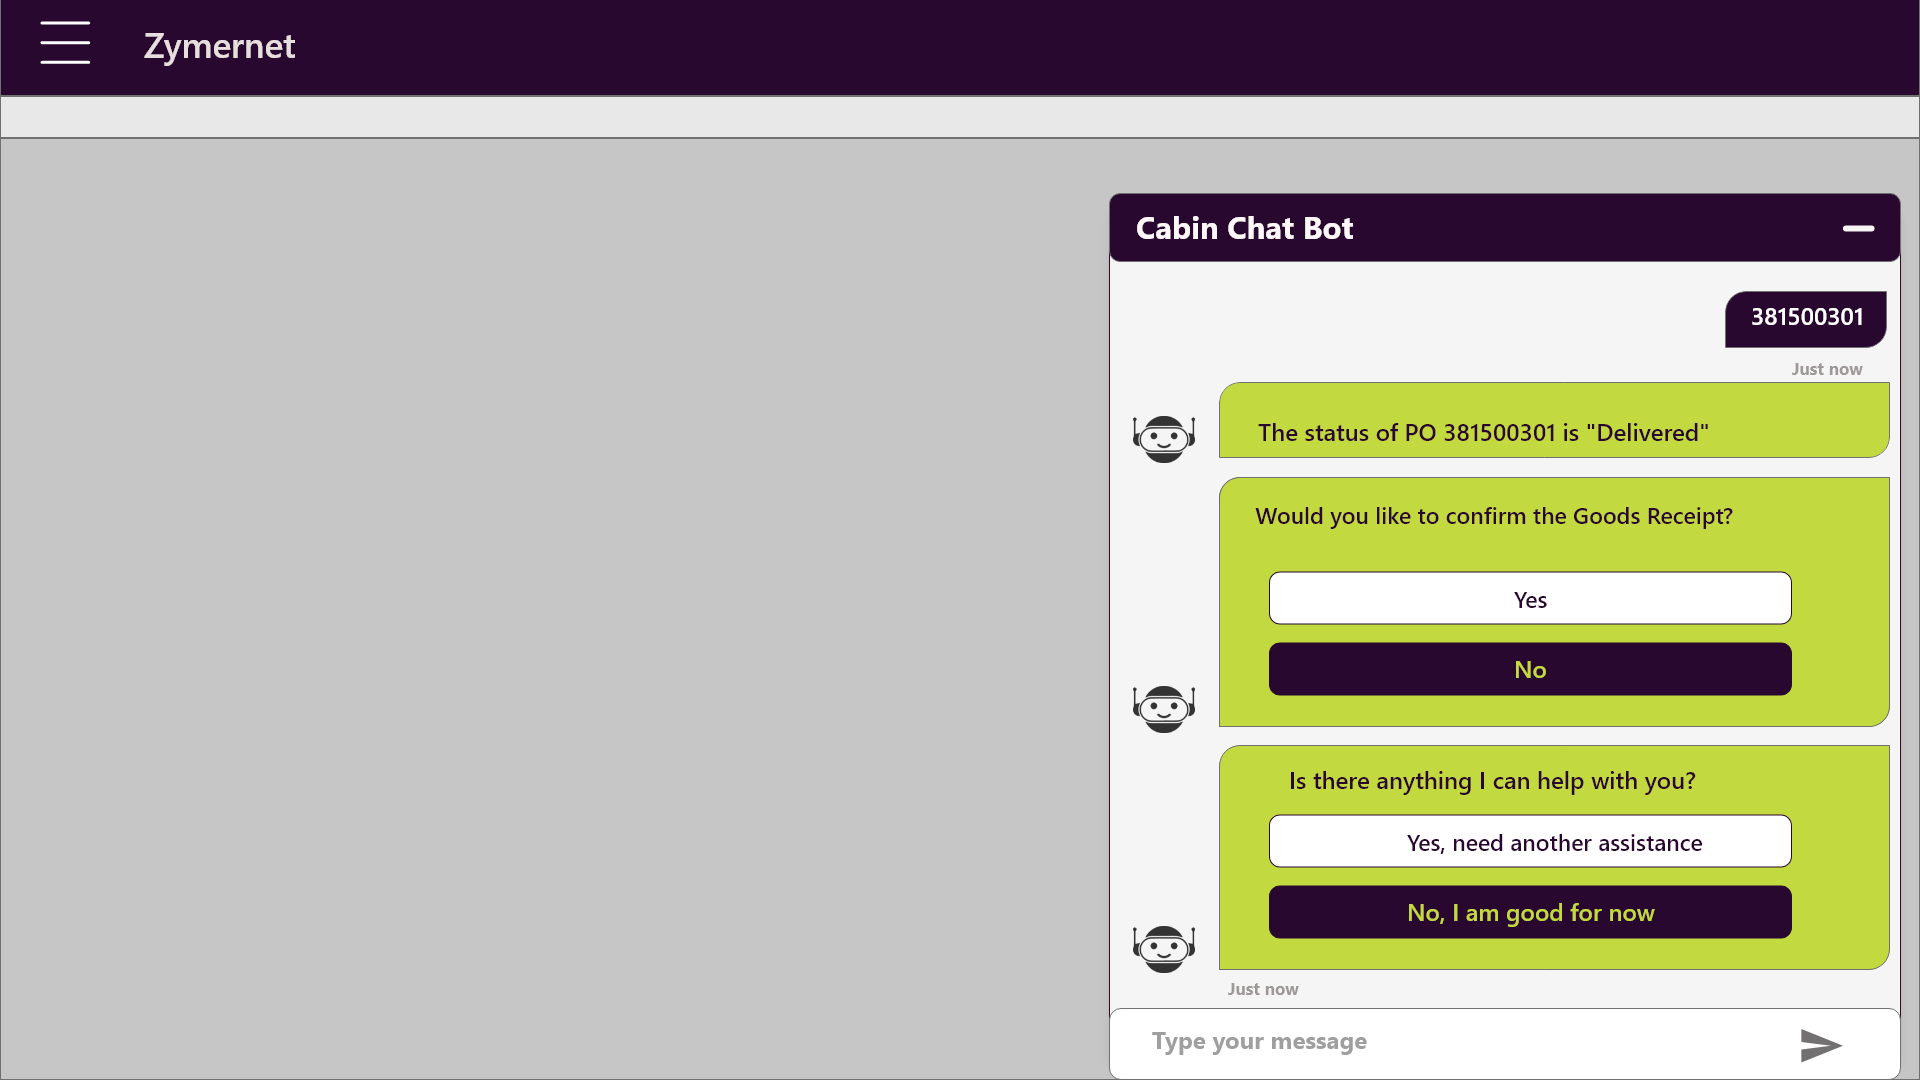 Zymernet
Cabin Chat Bot
381500301
Just now
The status of PO 381500301 is "Delivered"
Would you like to confirm the Goods Receipt?
Yes
No
Is there anything I can help with you?
Yes, need another assistance
No, I am good for now
Just now
Type your message